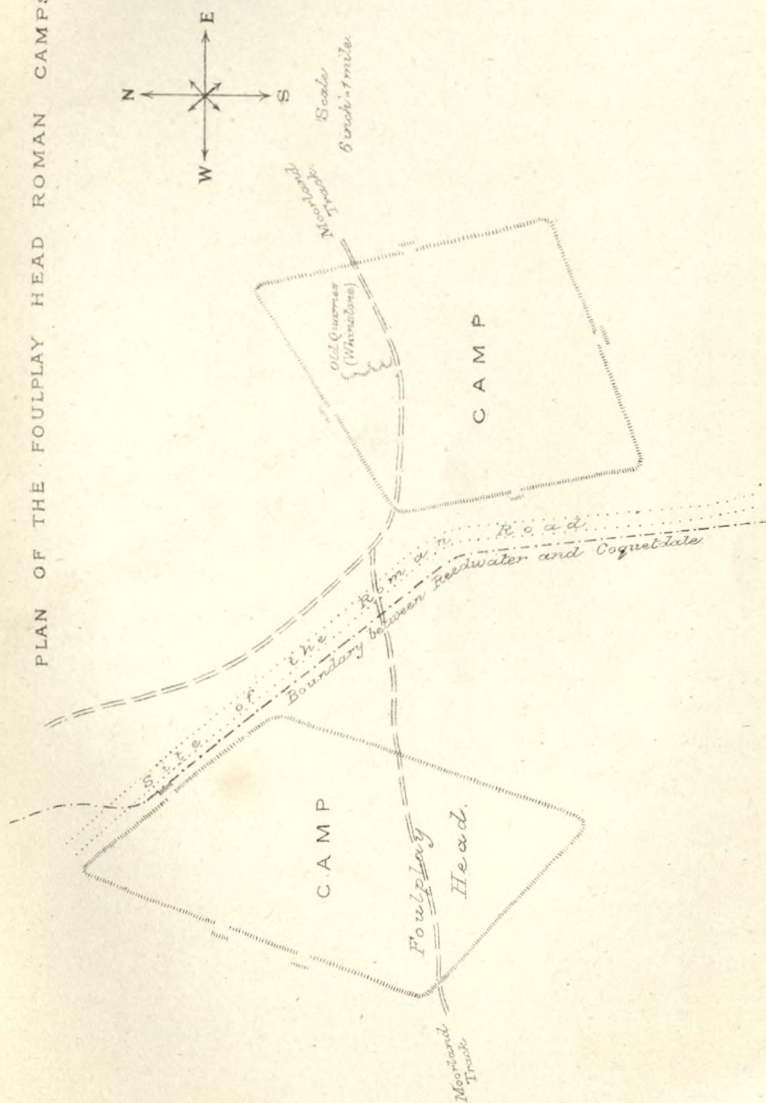 PLAN OF THE FOULPLAY HEAD ROMAN CAMPS
N
E
S
W
Scale
6 inch = 1 mile.
Moorland
Track
Old Quarries
(Whinstone)
CAMP
Site of the Roman Road
Boundary between Reedwater and Coquetdale
CAMP
Foulplay
Head.
Moorland
Track